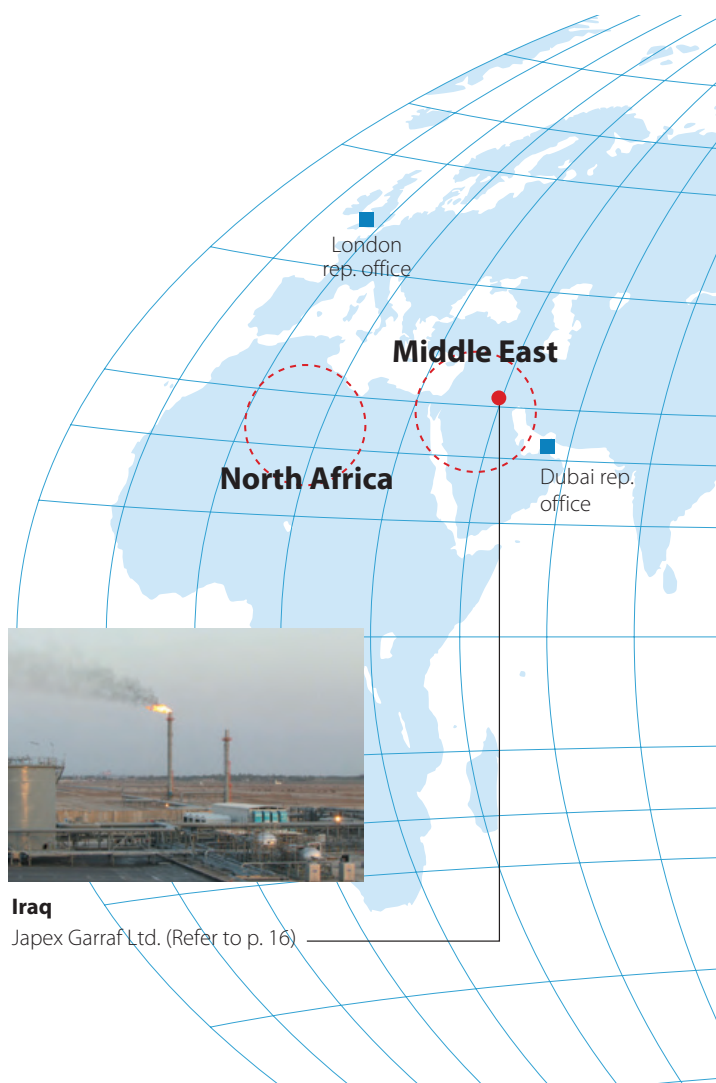 London
rep. office
Middle East
North Africa
Dubai rep.
office
Iraq
Japex Garraf Ltd. (Refer to p. 16)